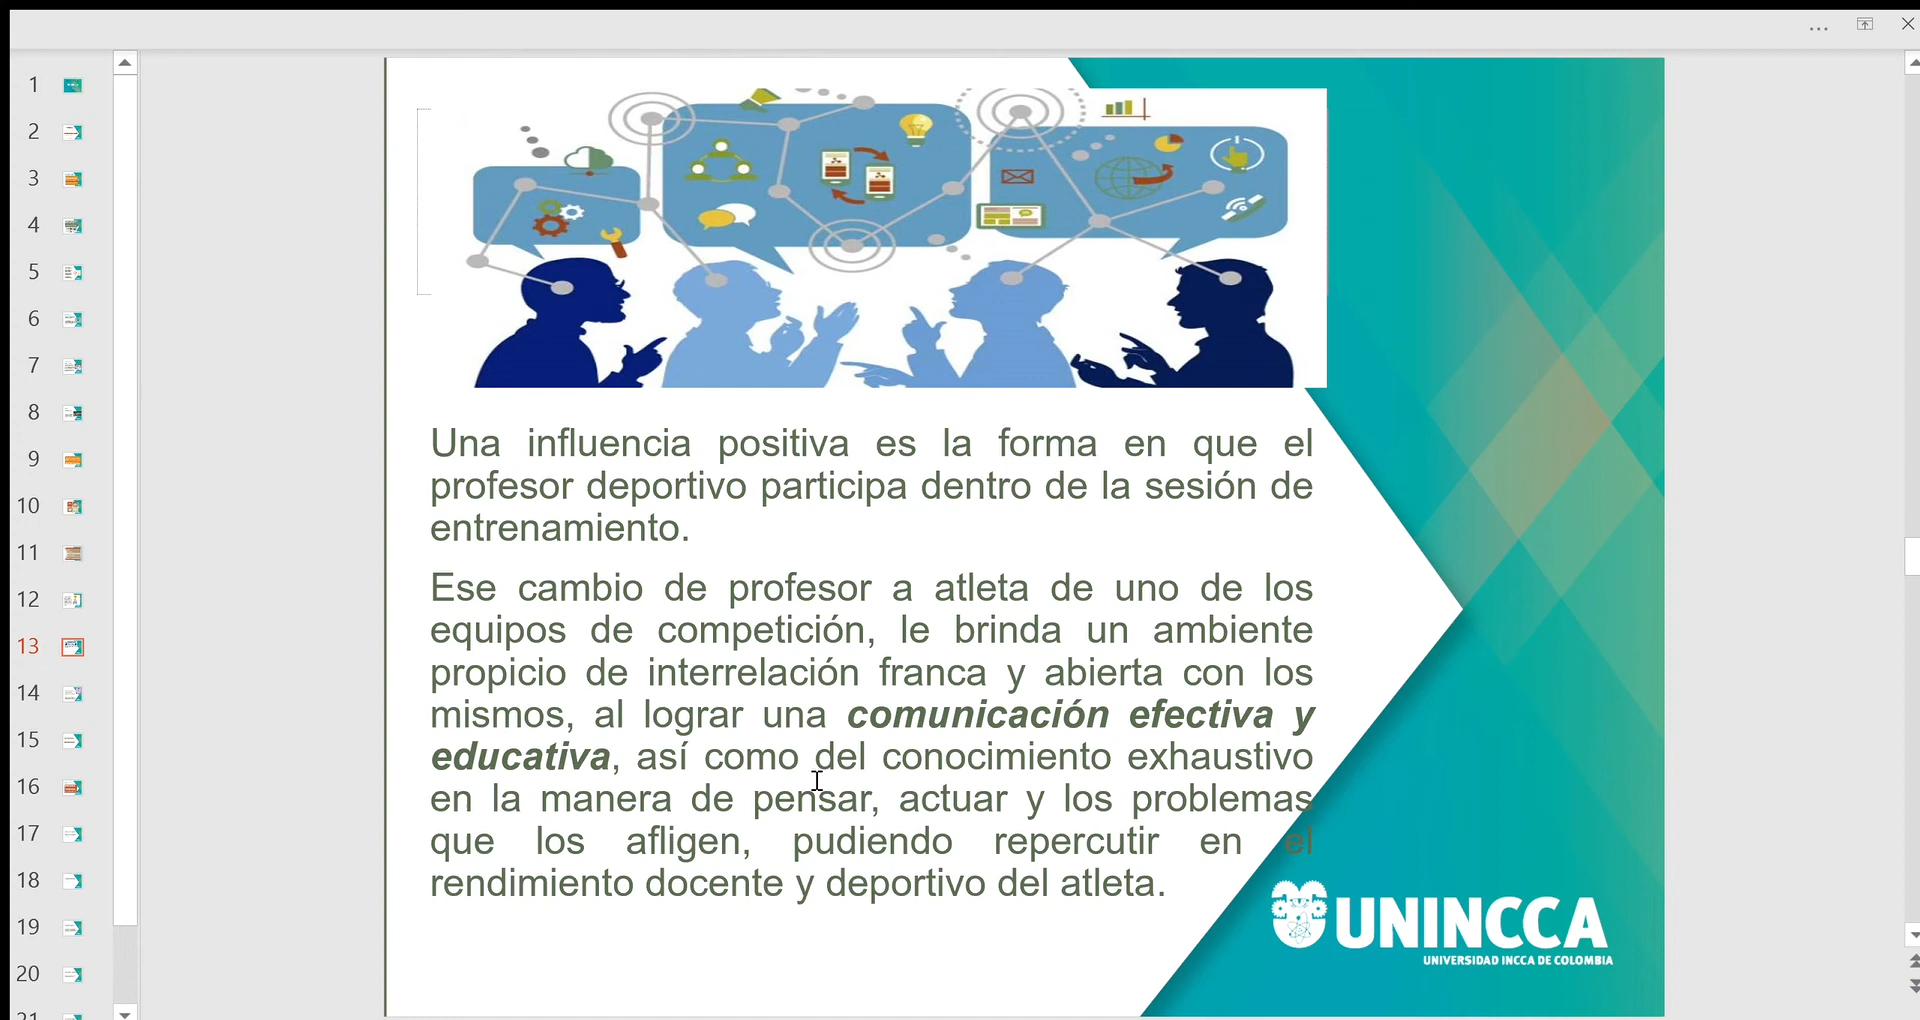 1
2
3
4
5
6
7
8
9
10
11
12
13
14
15
16
17
18
19
20
21
Una influencia positiva es la forma en que el
profesor deportivo participa dentro de la sesión de
entrenamiento.
Ese cambio de profesor a atleta de uno de los
equipos de competición, le brinda un ambiente
propicio de interrelación franca y abierta con los
mismos, al lograr una comunicación efectiva y
educativa, así como del conocimiento exhaustivo
en la manera de pensar, actuar y los problemas
que los afligen, pudiendo repercutir en el
rendimiento docente y deportivo del atleta.
UNINCCA
UNIVERSIDAD INCCA DE COLOMBIA